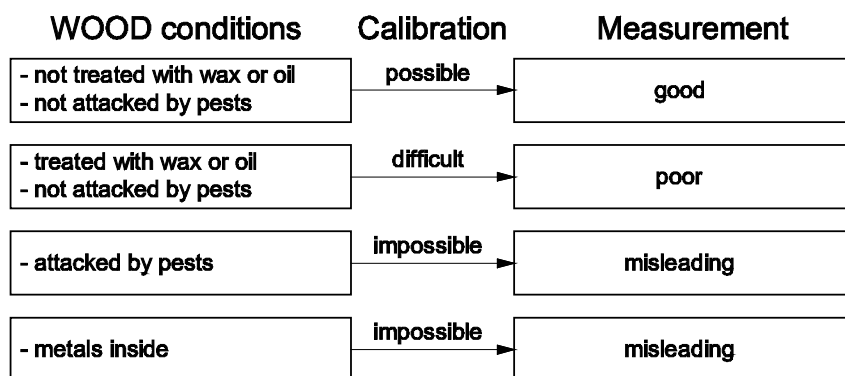 WOOD conditions Calibration Measurement
- not treated with wax or oil
- not attacked by pests
possible
good
- treated with wax or oil
- not attacked by pests
difficult
poor
- attacked by pests
impossible
misleading
- metals inside
impossible
misleading